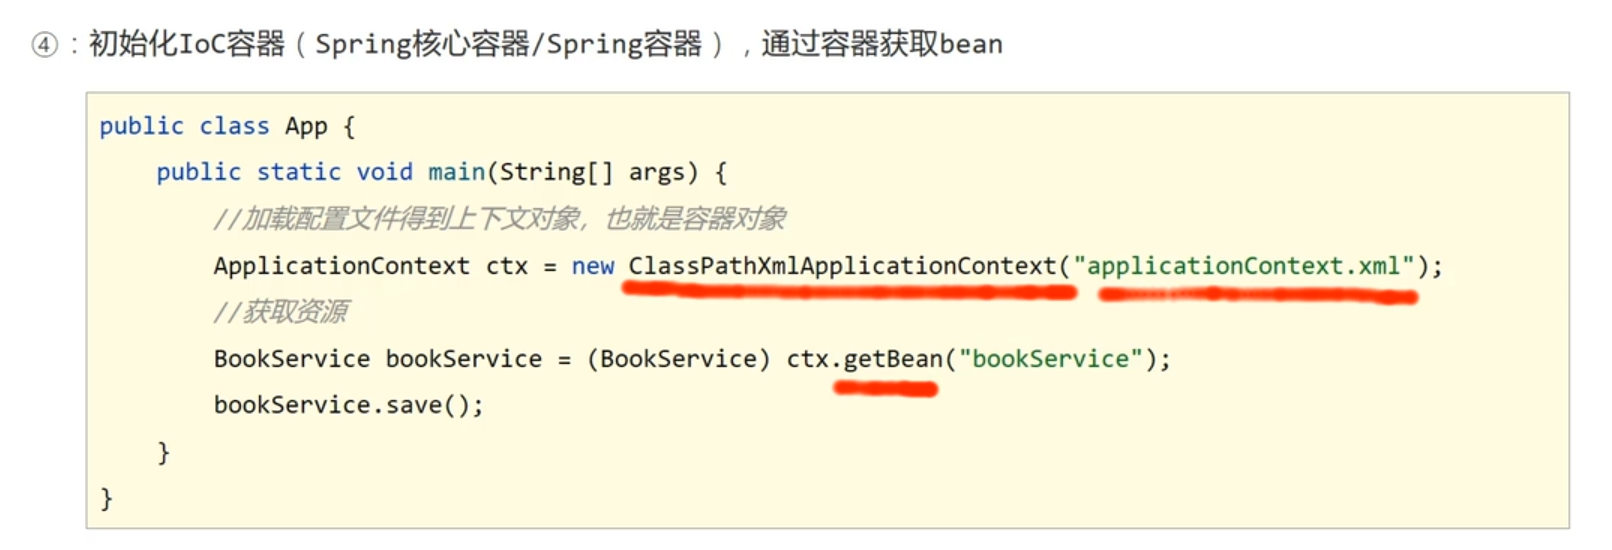 ④：初始化IoC容器（Spring核心容器/Spring容器），通过容器获取bean
public class App {
    public static void main(String[] args) {
        //加载配置文件得到上下文对象，也就是容器对象
        ApplicationContext ctx = new ClassPathXmlApplicationContext("applicationContext.xml");
        //获取资源
        BookService bookService = (BookService) ctx.getBean("bookService");
        bookService.save();
    }
}